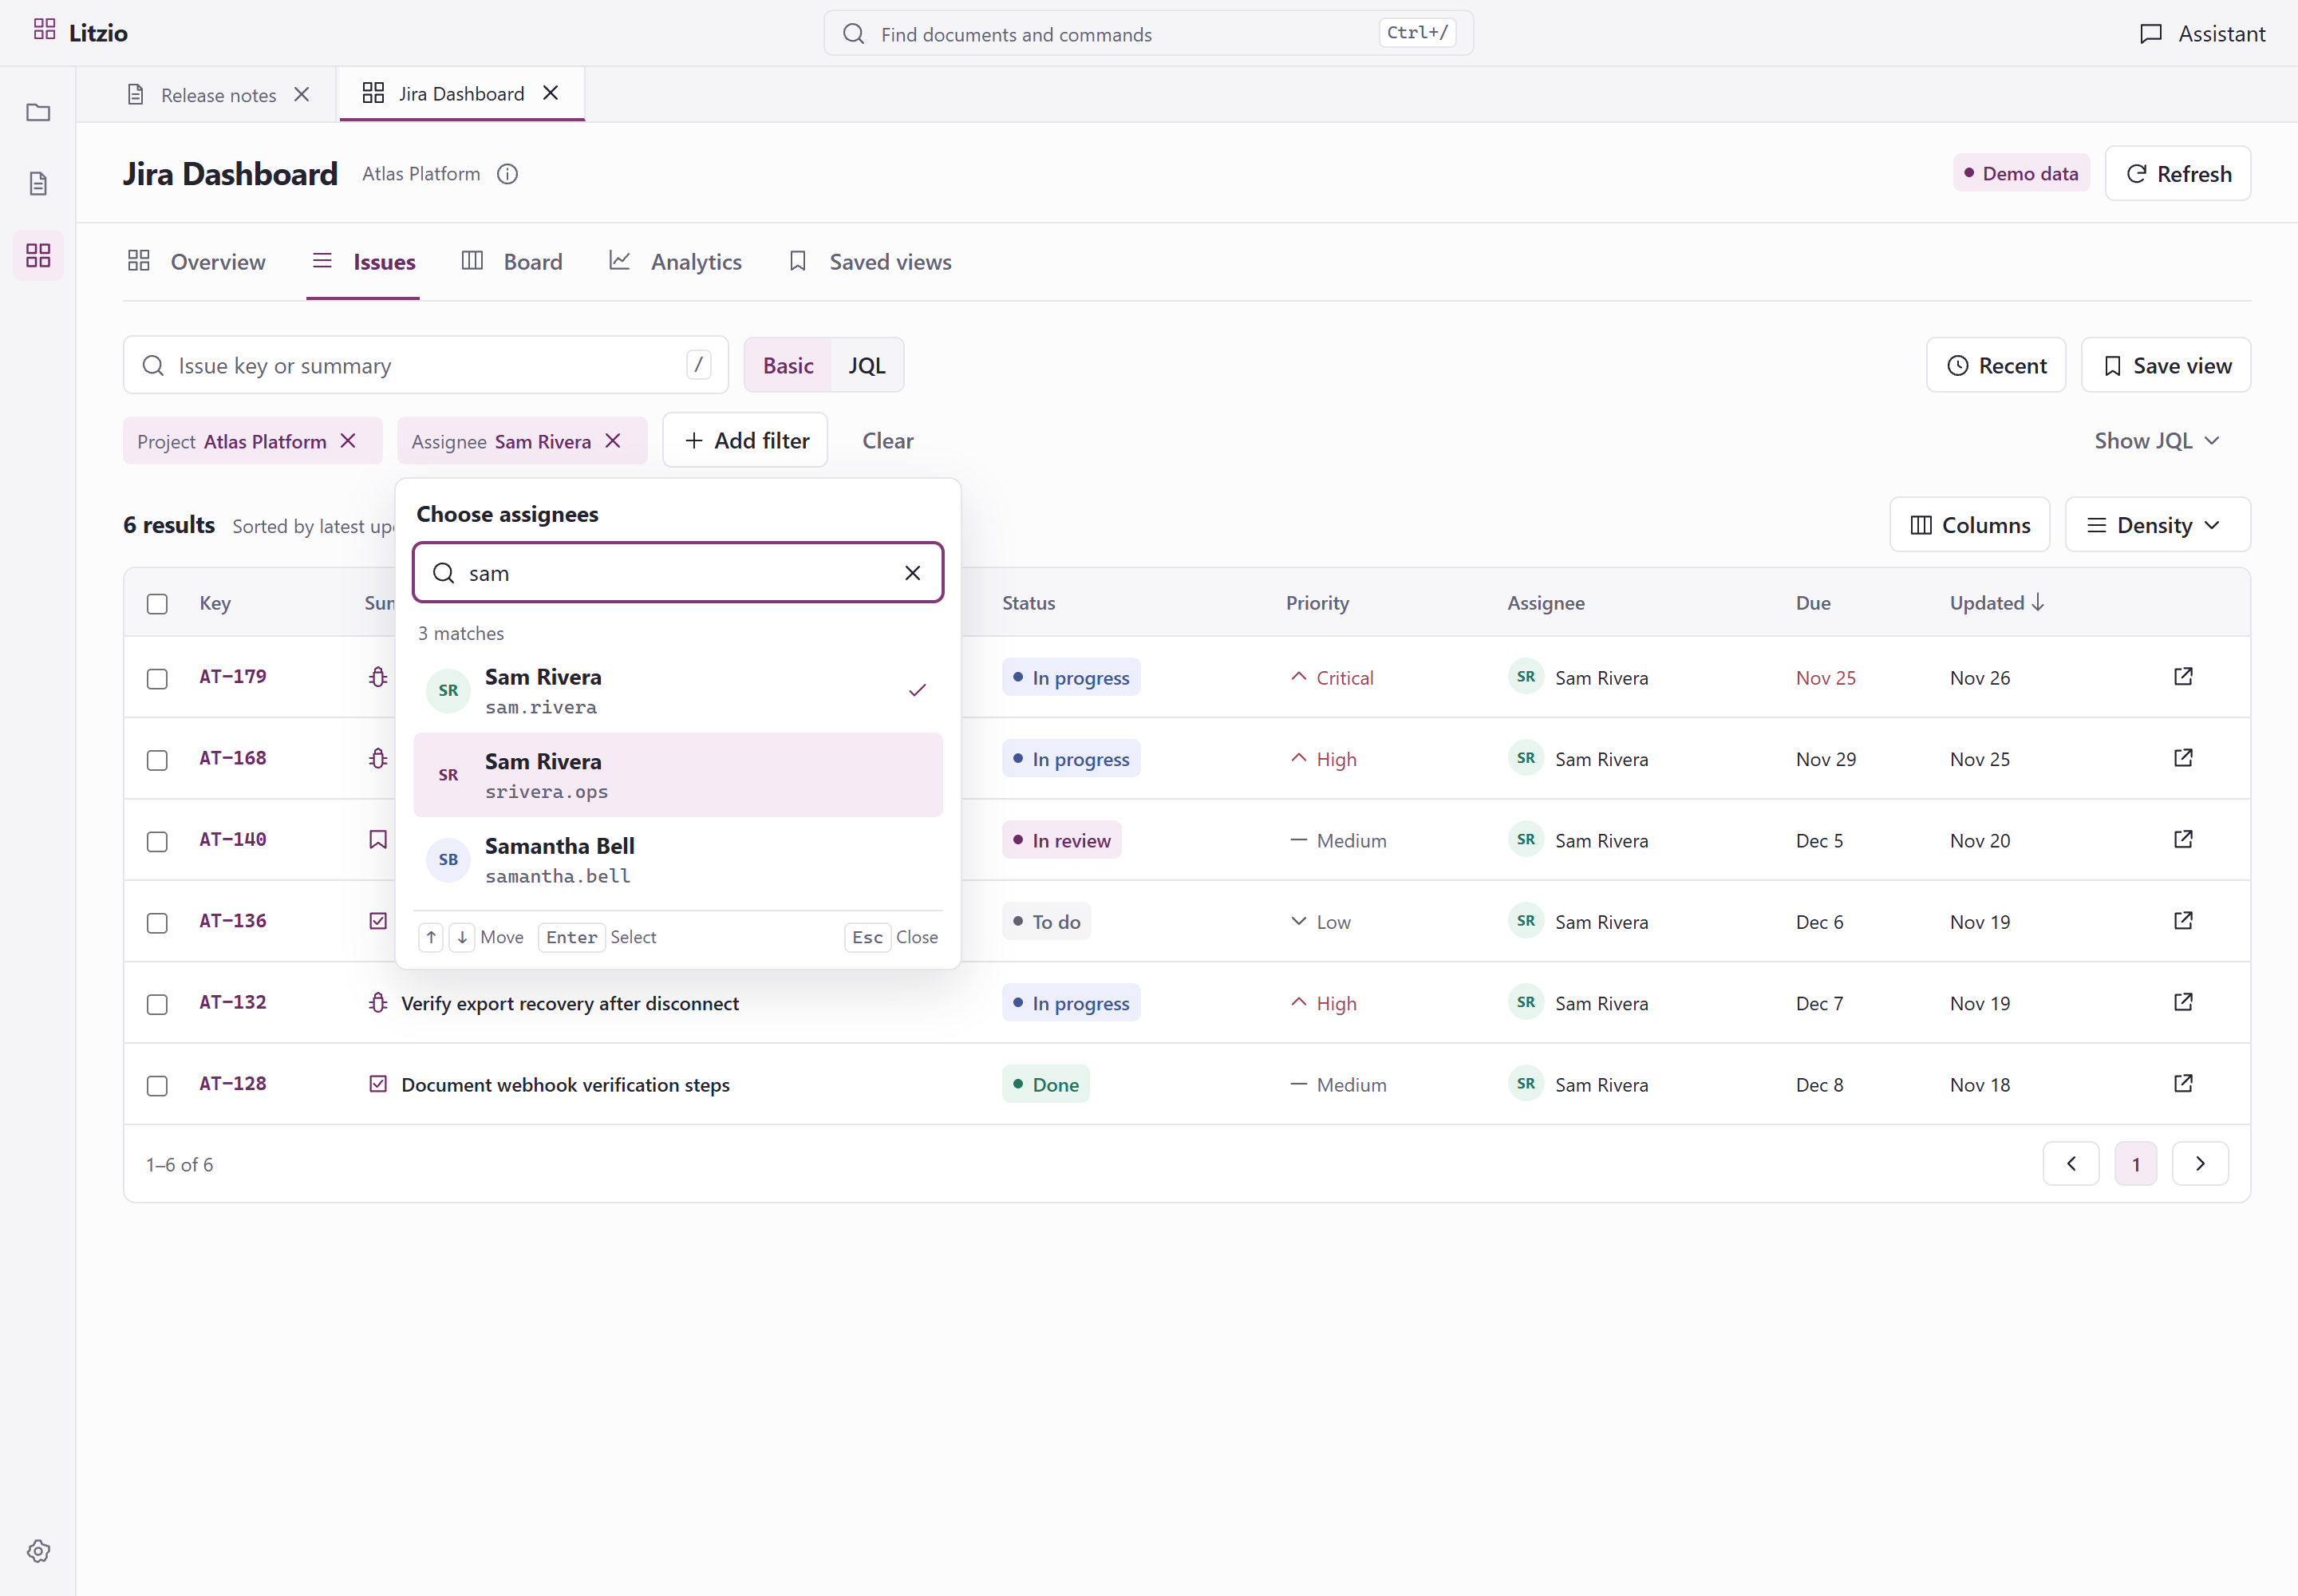 Litzio
Find documents and commands
Ctrl+/
Assistant
Release notes
Jira Dashboard
Jira Dashboard
Atlas Platform
Demo data
Refresh
Overview
Issues
Board
Analytics
Saved views
Issue key or summary
/
Basic
JQL
Recent
Save view
Project Atlas Platform
Assignee Sam Rivera
Add filter
Clear
Show JQL
6 results
Sorted by latest
Columns
Density
Choose assignees
sam
3 matches
SR
Sam Rivera
sam.rivera
SR
Sam Rivera
srivera.ops
SB
Samantha Bell
samantha.bell
↑ ↓ Move Enter Select Esc Close
Key Status Priority Assignee Due Updated ↓
AT-179 In progress Critical SR Sam Rivera Nov 25 Nov 26
AT-168 In progress High SR Sam Rivera Nov 29 Nov 25
AT-140 In review Medium SR Sam Rivera Dec 5 Nov 20
AT-136 To do Low SR Sam Rivera Dec 6 Nov 19
AT-132 Verify export recovery after disconnect In progress High SR Sam Rivera Dec 7 Nov 19
AT-128 Document webhook verification steps Done Medium SR Sam Rivera Dec 8 Nov 18
1–6 of 6
1